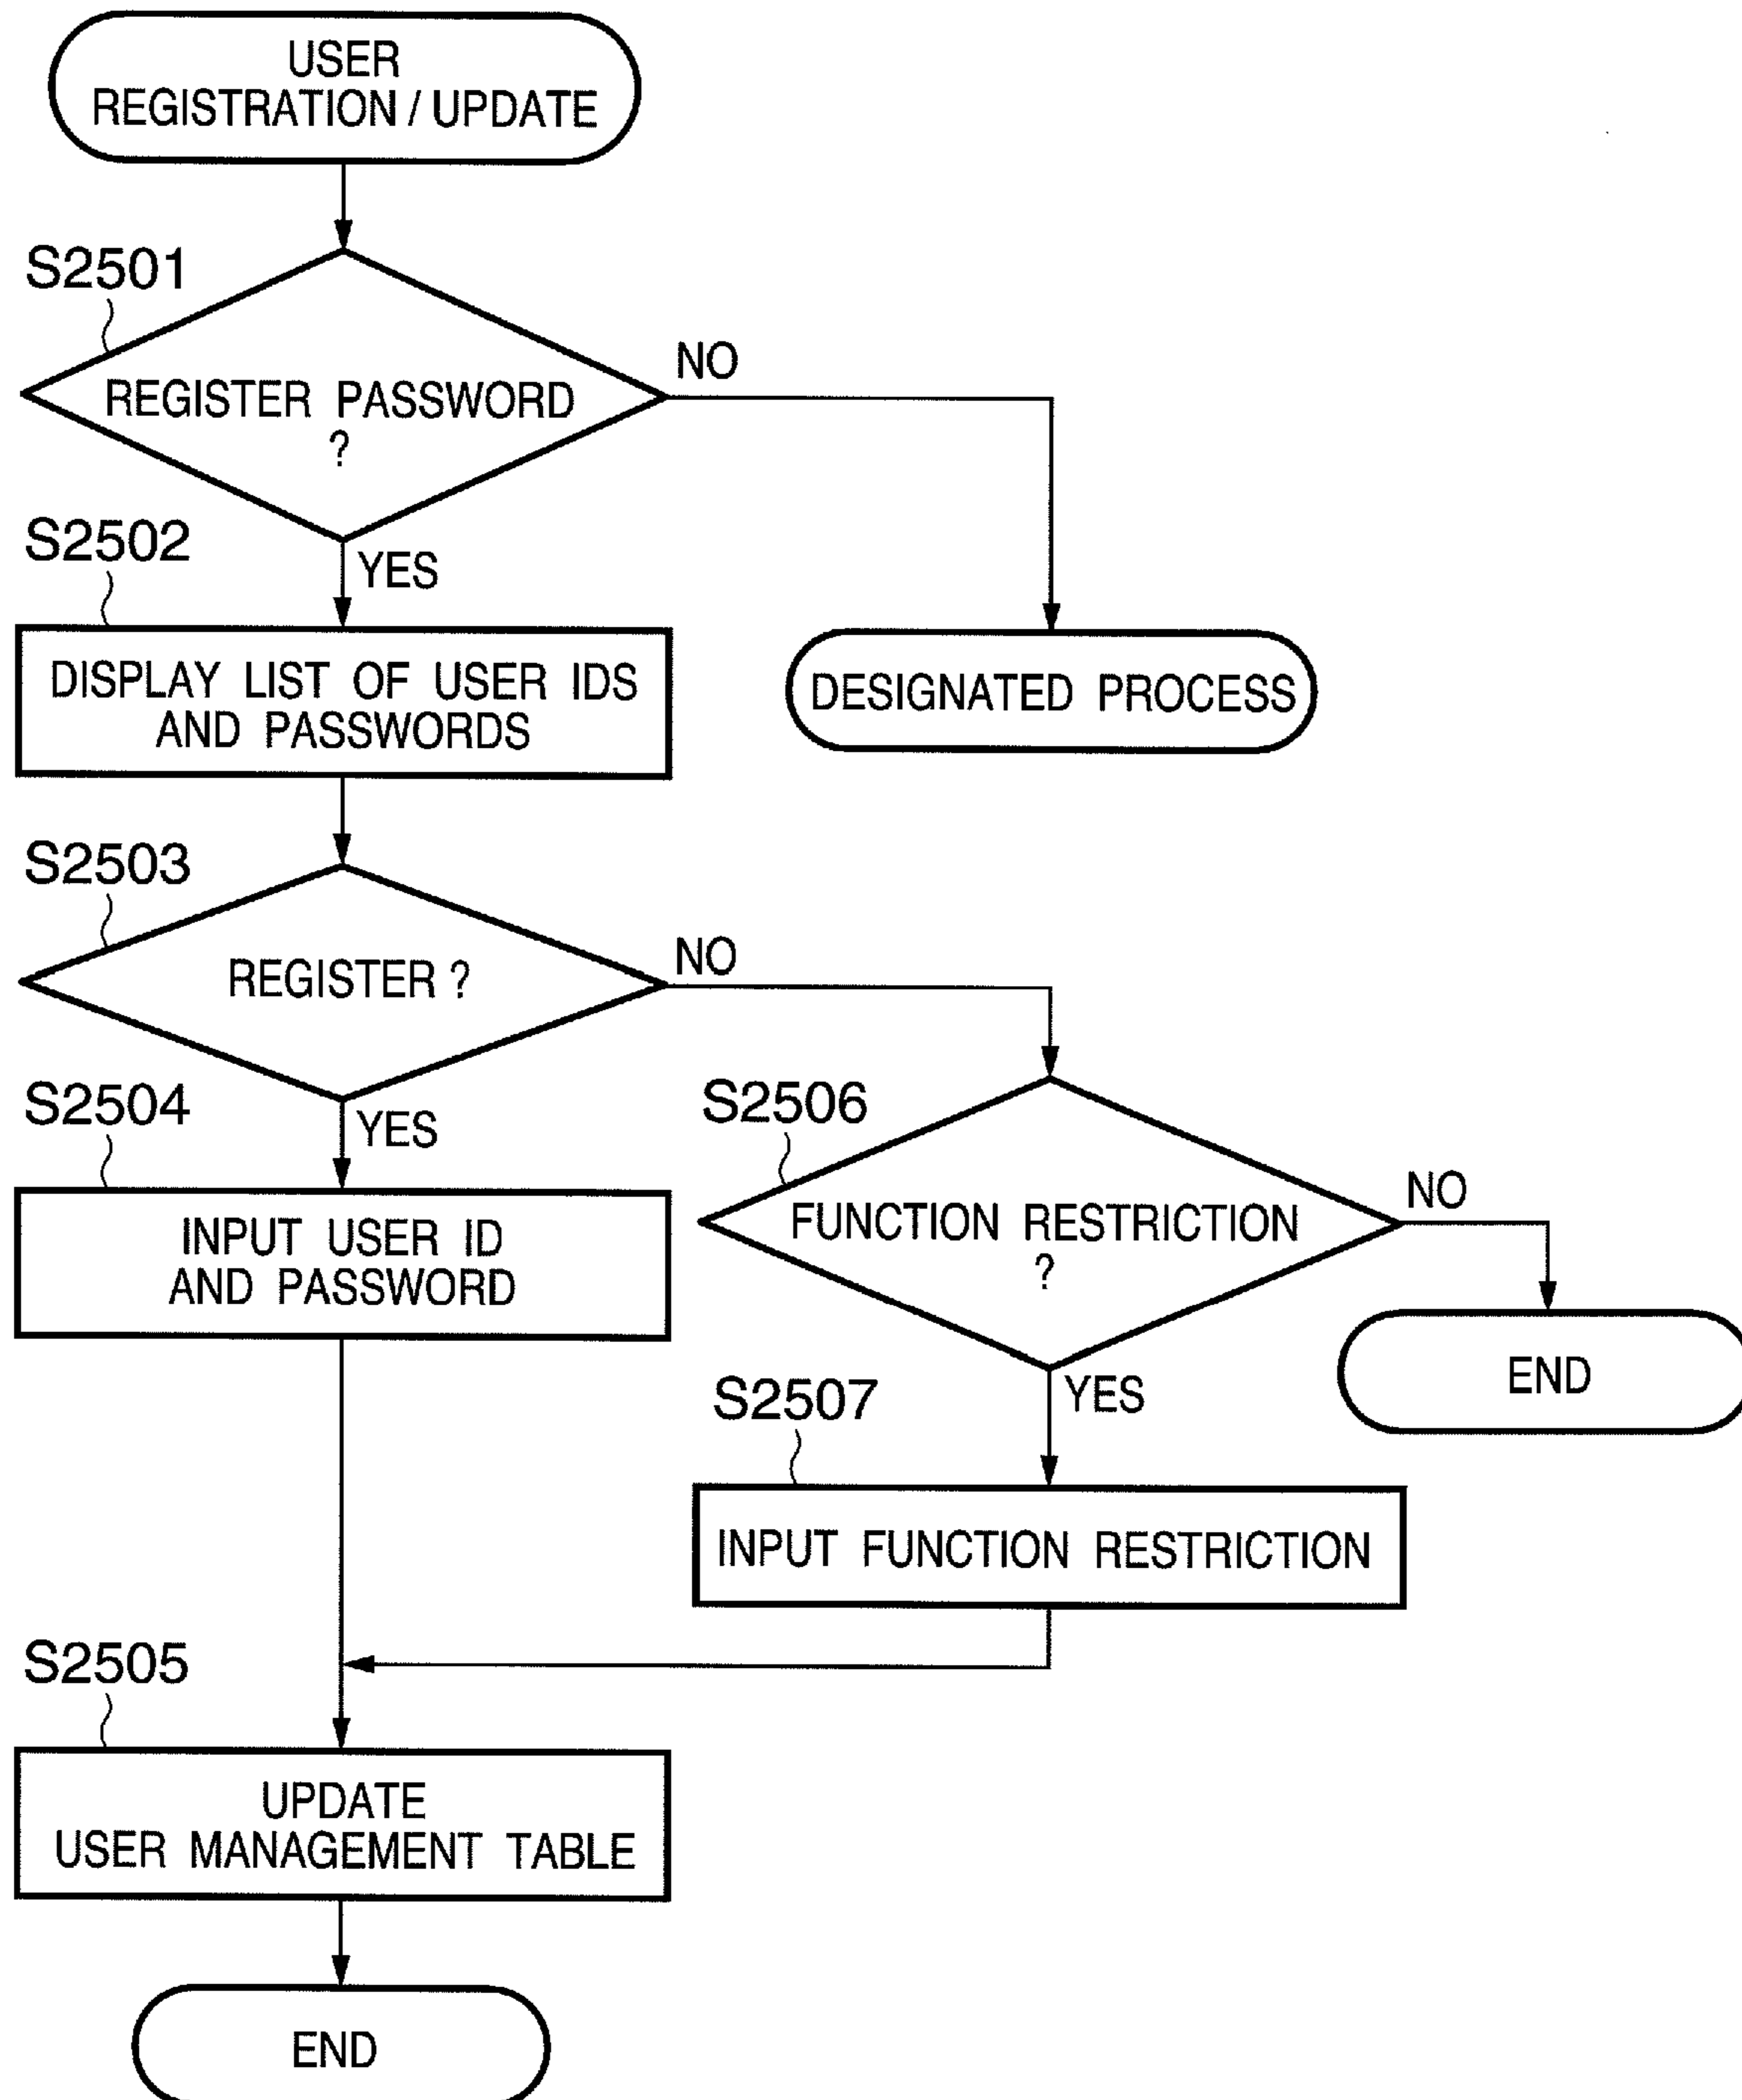 USER
REGISTRATION / UPDATE
S2501
REGISTER PASSWORD
?
NO
YES
S2502
DISPLAY LIST OF USER IDS
AND PASSWORDS
DESIGNATED PROCESS
S2503
REGISTER ?
NO
YES
S2504
INPUT USER ID
AND PASSWORD
S2506
FUNCTION RESTRICTION
?
NO
END
YES
S2507
INPUT FUNCTION RESTRICTION
S2505
UPDATE
USER MANAGEMENT TABLE
END